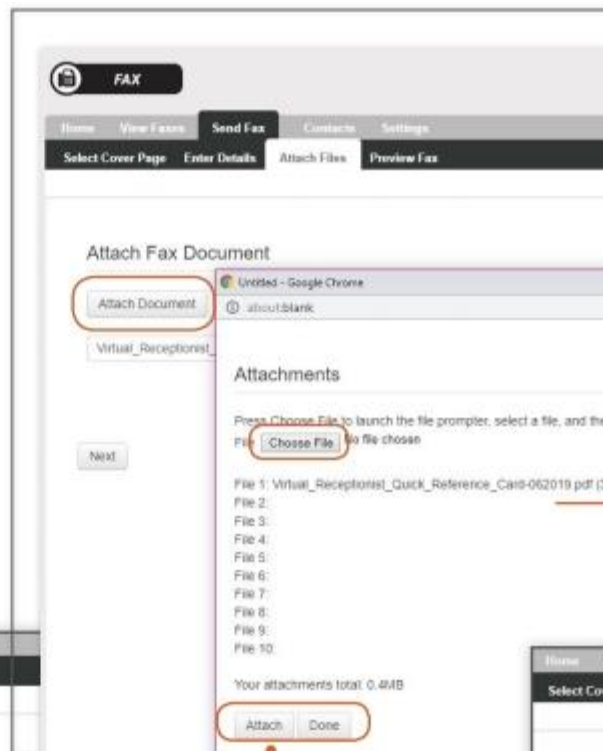 FAX
Home View Faxes Send Fax Contacts Settings
Select Cover Page Enter Details Attach Files Preview Fax
Attach Fax Document
Attach Document
Virtual_Receptionist_
Next
Untitled - Google Chrome
about:blank
Attachments
Press Choose File to launch the file prompter, select a file, and the
File Choose File No file chosen
File 1: Virtual_Receptionist_Quick_Reference_Card-062019.pdf (
File 2:
File 3:
File 4:
File 5:
File 6:
File 7:
File 8:
File 9:
File 10:
Your attachments total: 0.4MB
Attach Done
Home
Select Cov